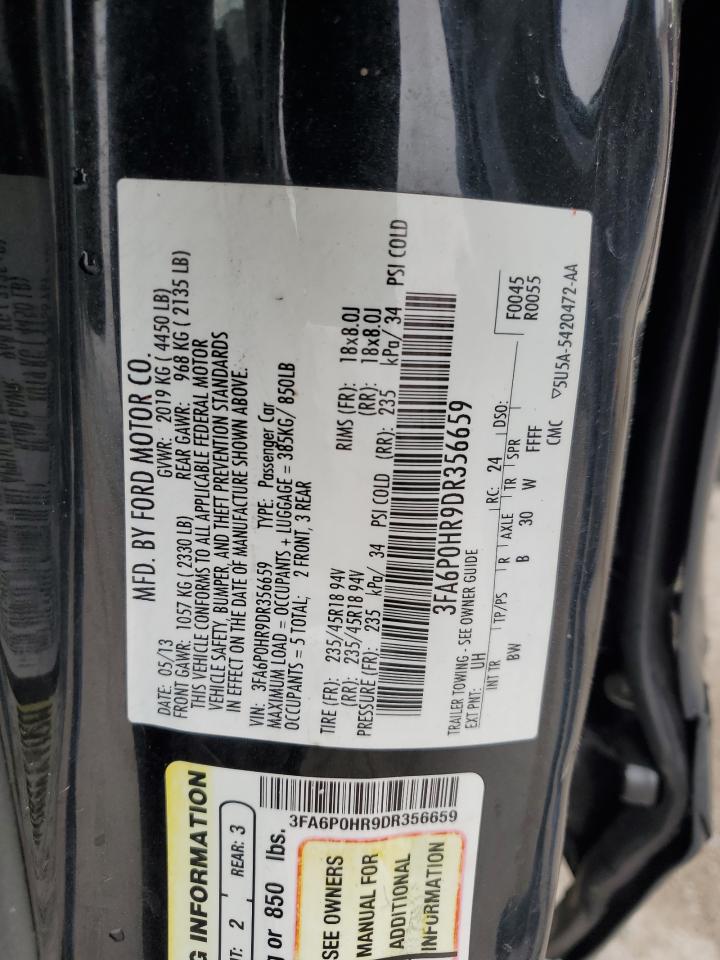 MFD. BY FORD MOTOR CO.
DATE: 05/13 GVWR: 2019 KG ( 4450 LB)
FRONT GAWR: 1057 KG ( 2330 LB) REAR GAWR: 968 KG ( 2135 LB)
THIS VEHICLE CONFORMS TO ALL APPLICABLE FEDERAL MOTOR
VEHICLE SAFETY, BUMPER, AND THEFT PREVENTION STANDARDS
IN EFFECT ON THE DATE OF MANUFACTURE SHOWN ABOVE.
VIN: 3FA6P0HR9DR356659 TYPE: Passenger Car
MAXIMUM LOAD = OCCUPANTS + LUGGAGE = 385KG/ 850LB
OCCUPANTS = 5 TOTAL; 2 FRONT, 3 REAR
TIRE (FR): 235/45R18 94V RIMS (FR): 18x8.0J
(RR): 235/45R18 94V (RR): 18x8.0J
PRESSURE (FR): 235 kPa/ 34 PSI COLD (RR): 235 kPa/ 34 PSI COLD
3FA6P0HR9DR356659
TRAILER TOWING - SEE OWNER GUIDE
EXT PNT: UH RC: 24 DSO:
F0045
R0055
INT TR TP/PS R AXLE TR SPR
BW B 30 W FFFF
CMC ▽5U5A-5420472-AA
3FA6P0HR9DR356659
G INFORMATION
NT: 2 REAR: 3
g or 850 lbs.
SEE OWNERS
MANUAL FOR
ADDITIONAL
INFORMATION